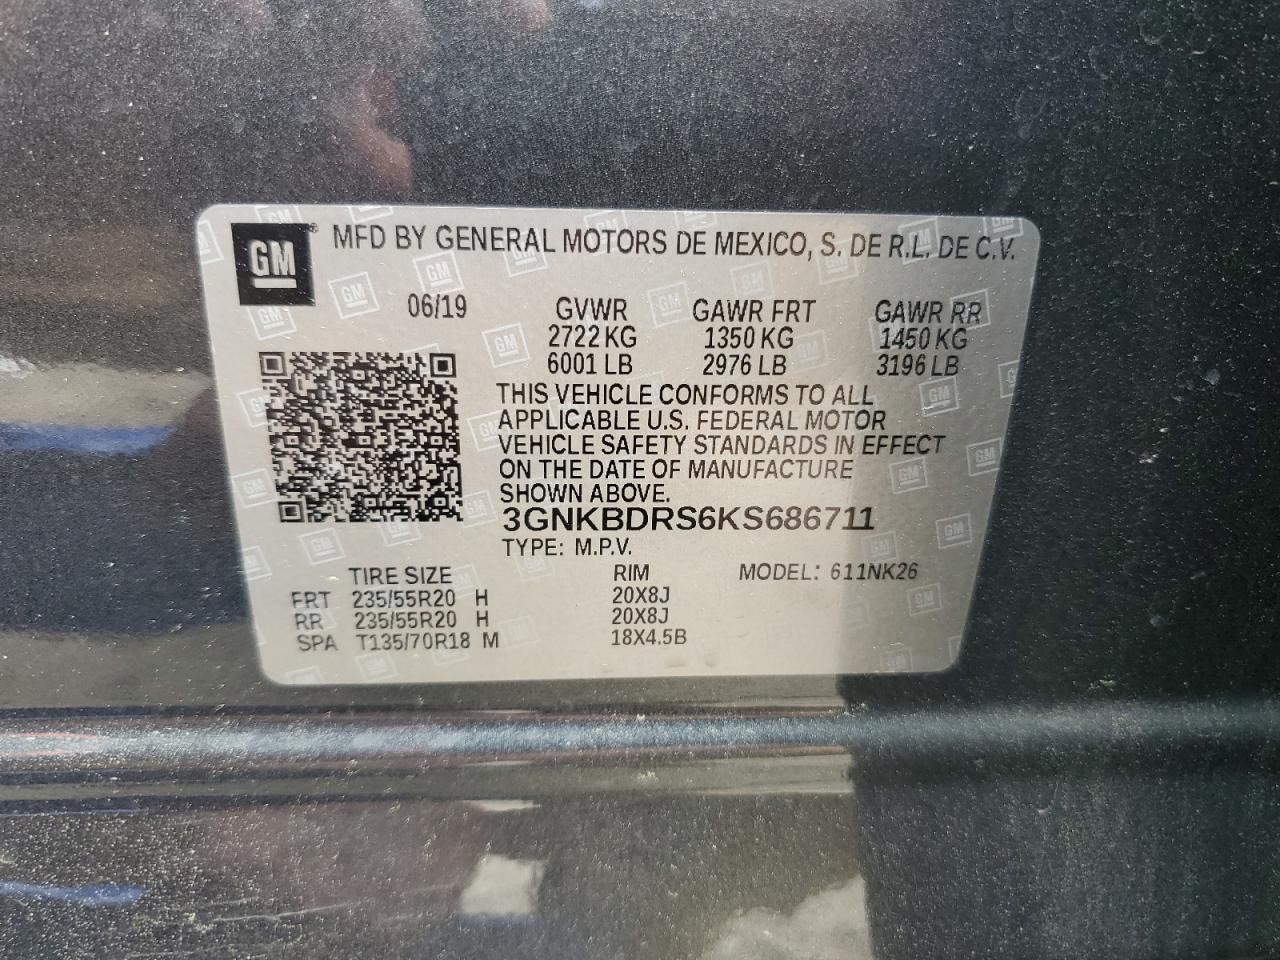 GM MFD BY GENERAL MOTORS DE MEXICO, S. DE R.L. DE C.V.
06/19 GVWR GAWR FRT GAWR RR
2722 KG 1350 KG 1450 KG
6001 LB 2976 LB 3196 LB
THIS VEHICLE CONFORMS TO ALL
APPLICABLE U.S. FEDERAL MOTOR
VEHICLE SAFETY STANDARDS IN EFFECT
ON THE DATE OF MANUFACTURE
SHOWN ABOVE.
3GNKBDRS6KS686711
TYPE: M.P.V.
TIRE SIZE RIM MODEL: 611NK26
FRT 235/55R20 H 20X8J
RR 235/55R20 H 20X8J
SPA T135/70R18 M 18X4.5B